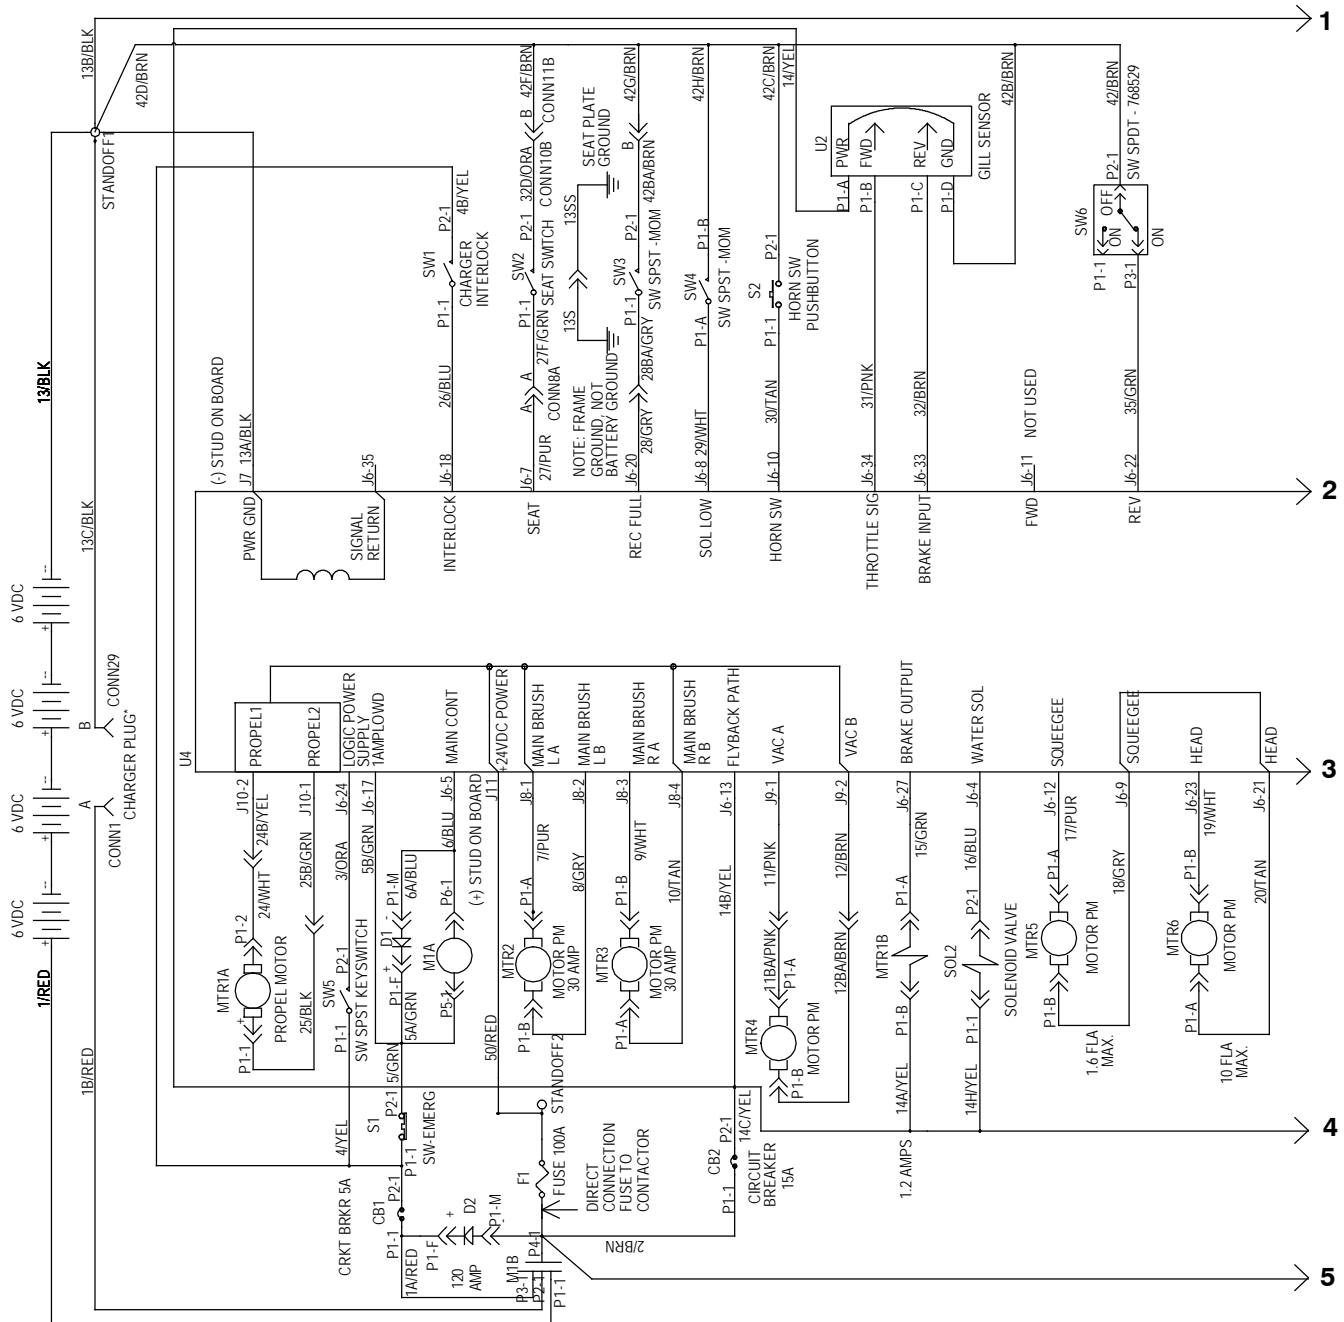 13B/BLK
42D/BRN
STANDOFF1
13/BLK
13C/BLK
1
42F/BRN
B
CONN11B
32D/ORA
CONN10B
P2-1
SW2
SEAT SWITCH
P1-1
27F/GRN
A
A
CONN8A
27/PUR
J6-7
SEAT
4B/YEL
P2-1
SW1
CHARGER
INTERLOCK
P1-1
26/BLU
J6-18
INTERLOCK
(-) STUD ON BOARD
J7
13A/BLK
PWR GND
J6-35
SIGNAL
RETURN
SEAT PLATE
GROUND
13SS
13S
NOTE: FRAME
GROUND, NOT
BATTERY GROUND
42G/BRN
B
42BA/BRN
P2-1
SW3
SW SPST -MOM
P1-1
28BA/GRY
28/GRY
J6-20
REC FULL
42H/BRN
P1-B
SW4
SW SPST -MOM
P1-A
29/WHT
J6-8
SOL LOW
42C/BRN
14/YEL
P2-1
S2
HORN SW
PUSHBUTTON
P1-1
30/TAN
J6-10
HORN SW
U2
PWR
FWD
REV
GND
GILL SENSOR
P1-A
P1-B
P1-C
P1-D
31/PNK
J6-34
THROTTLE SIG
32/BRN
J6-33
BRAKE INPUT
42B/BRN
NOT USED
J6-11
FWD
42/BRN
SW SPDT - 768529
P2-1
SW6
OFF
ON
ON
P1-1
P3-1
35/GRN
J6-22
REV
2
6 VDC
-- +
6 VDC
-- +
6 VDC
-- +
6 VDC
-- +
B
CONN29
CHARGER PLUG*
A
CONN1
1/RED
1B/RED
U4
PROPEL1
PROPEL2
LOGIC POWER
SUPPLY
1AMPLOWD
MAIN CONT
+24VDC POWER
MAIN BRUSH
L A
MAIN BRUSH
L B
MAIN BRUSH
R A
MAIN BRUSH
R B
FLYBACK PATH
VAC A
VAC B
BRAKE OUTPUT
WATER SOL
SQUEEGEE
SQUEEGEE
HEAD
HEAD
3
J10-2
24B/YEL
24/WHT
P1-2
MTR1A
PROPEL MOTOR
+
P1-1
J10-1
25B/GRN
25/BLK
J6-24
3/ORA
P2-1
SW5
SW SPST KEYSWITCH
P1-1
4/YEL
J6-17
5B/GRN
J6-5
6/BLU
6A/BLU
P1-M
-
D1
+
P1-F
5A/GRN
P6-1
M1A
P5-1
5/GRN
P2-1
S1
SW-EMERG
P1-1
J11
(+) STUD ON BOARD
50/RED
STANDOFF2
J8-1
7/PUR
P1-A
MTR2
MOTOR PM
30 AMP
P1-B
J8-2
8/GRY
J8-3
9/WHT
P1-B
MTR3
MOTOR PM
30 AMP
P1-A
J8-4
10/TAN
J6-13
14B/YEL
J9-1
11/PNK
11BA/PNK
P1-A
MTR4
MOTOR PM
P1-B
J9-2
12/BRN
12BA/BRN
J6-27
15/GRN
P1-A
MTR1B
P1-B
14A/YEL
1.2 AMPS
J6-4
16/BLU
P2-1
SOL2
SOLENOID VALVE
P1-1
14H/YEL
J6-12
17/PUR
P1-A
MTR5
MOTOR PM
P1-B
1.6 FLA
MAX.
J6-9
18/GRY
J6-23
19/WHT
P1-B
MTR6
MOTOR PM
P1-A
10 FLA
MAX.
J6-21
20/TAN
4
P2-1
CB1
CRKT BRKR 5A
P1-1
1A/RED
P1-F
+
D2
P1-M
-
120
AMP
F1
FUSE 100A
DIRECT
CONNECTION
FUSE TO
CONTACTOR
P4-1
M1B
P3-1
P2-1
P1-1
2/BRN
14C/YEL
P2-1
CB2
CIRCUIT
BREAKER
15A
P1-1
5